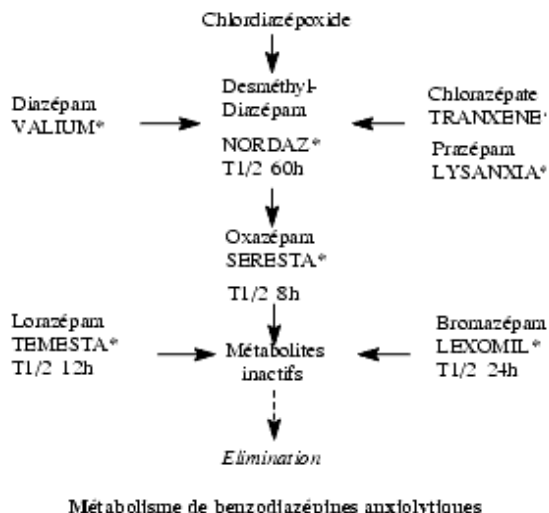 Chlordiazépoxide
Desméthyl-
Diazépam
NORDAZ*
T1/2 60h
Diazépam
VALIUM*
Chlorazépate
TRANXENE*
Prazépam
LYSANXIA*
Oxazépam
SERESTA*
T1/2 8h
Lorazépam
TEMESTA*
T1/2 12h
Métabolites
inactifs
Bromazépam
LEXOMIL*
T1/2 24h
Elimination
Métabolisme de benzodiazépines anxiolytiques